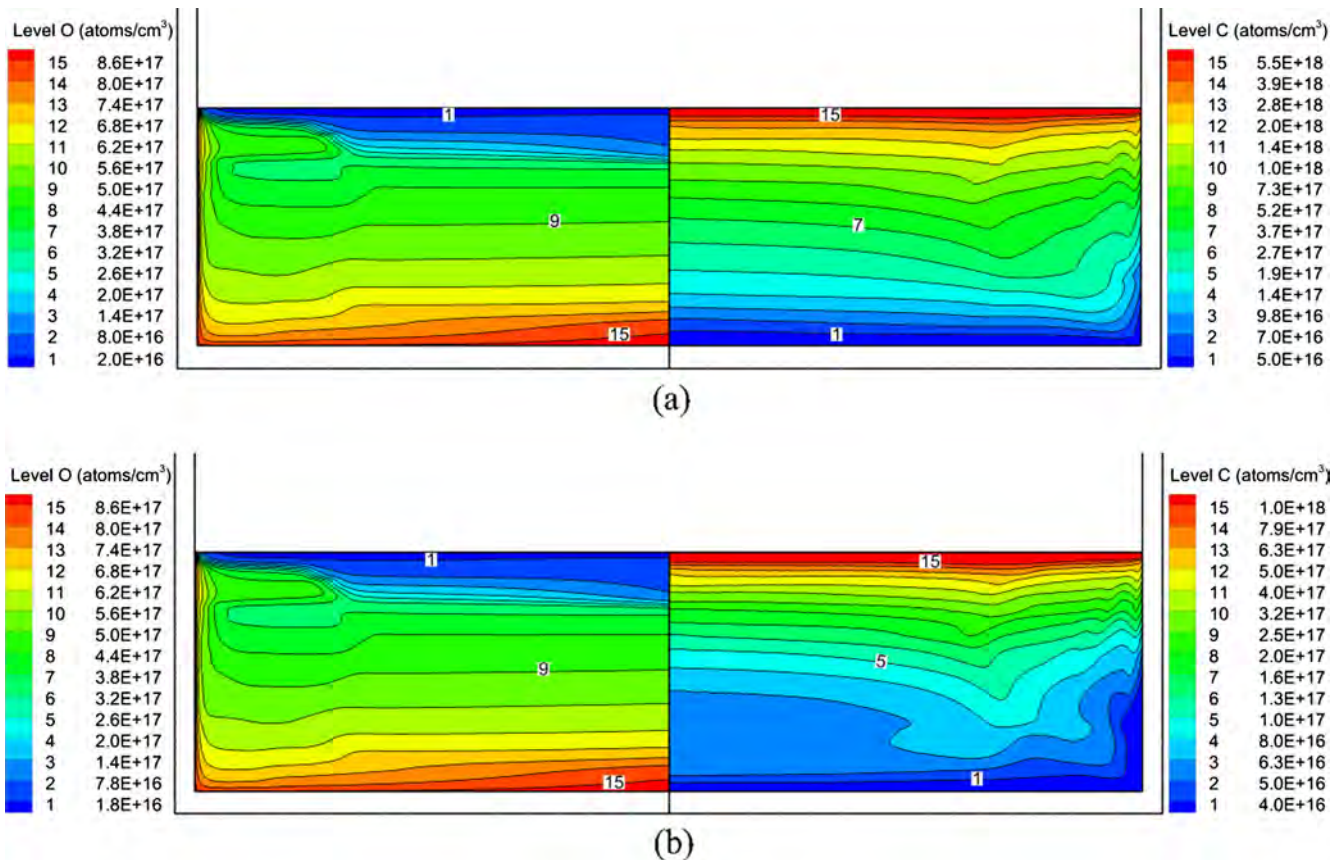 Level O (atoms/cm³)
15 8.6E+17
14 8.0E+17
13 7.4E+17
12 6.8E+17
11 6.2E+17
10 5.6E+17
9 5.0E+17
8 4.4E+17
7 3.8E+17
6 3.2E+17
5 2.6E+17
4 2.0E+17
3 1.4E+17
2 8.0E+16
1 2.0E+16
1
9
15
15
7
1
Level C (atoms/cm³)
15 5.5E+18
14 3.9E+18
13 2.8E+18
12 2.0E+18
11 1.4E+18
10 1.0E+18
9 7.3E+17
8 5.2E+17
7 3.7E+17
6 2.7E+17
5 1.9E+17
4 1.4E+17
3 9.8E+16
2 7.0E+16
1 5.0E+16
(a)
Level O (atoms/cm³)
15 8.6E+17
14 8.0E+17
13 7.4E+17
12 6.8E+17
11 6.2E+17
10 5.6E+17
9 5.0E+17
8 4.4E+17
7 3.8E+17
6 3.2E+17
5 2.6E+17
4 2.0E+17
3 1.4E+17
2 7.8E+16
1 1.8E+16
1
9
15
15
5
1
Level C (atoms/cm³)
15 1.0E+18
14 7.9E+17
13 6.3E+17
12 5.0E+17
11 4.0E+17
10 3.2E+17
9 2.5E+17
8 2.0E+17
7 1.6E+17
6 1.3E+17
5 1.0E+17
4 8.0E+16
3 6.3E+16
2 5.0E+16
1 4.0E+16
(b)